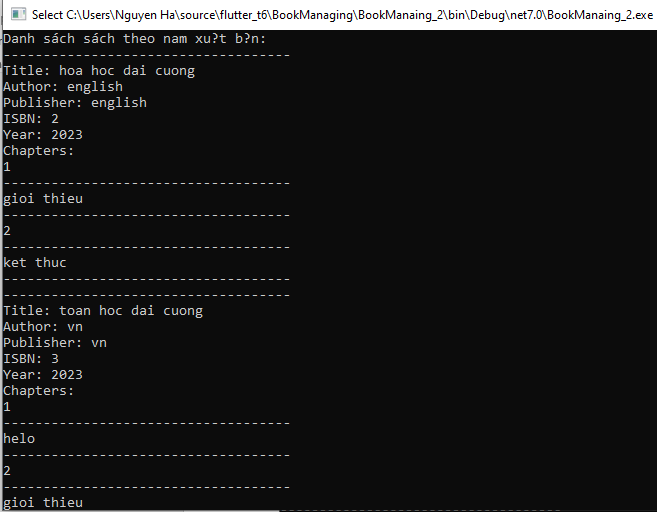 Select C:\Users\Nguyen Ha\source\flutter_t6\BookManaging\BookManaing_2\bin\Debug\net7.0\BookManaing_2.exe
Danh sách sách theo nam xu?t b?n:
------------------------------------
Title: hoa hoc dai cuong
Author: english
Publisher: english
ISBN: 2
Year: 2023
Chapters:
1
------------------------------------
gioi thieu
------------------------------------
2
------------------------------------
ket thuc
------------------------------------
------------------------------------
Title: toan hoc dai cuong
Author: vn
Publisher: vn
ISBN: 3
Year: 2023
Chapters:
1
------------------------------------
helo
------------------------------------
2
------------------------------------
gioi thieu